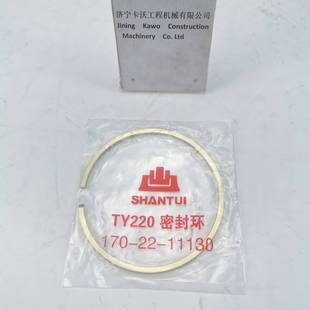 济宁卡沃工程机械有限公司
Jining Kawo Construction
Machinery Co. Ltd
SHANTUI
TY220 密封环
170-22-11130